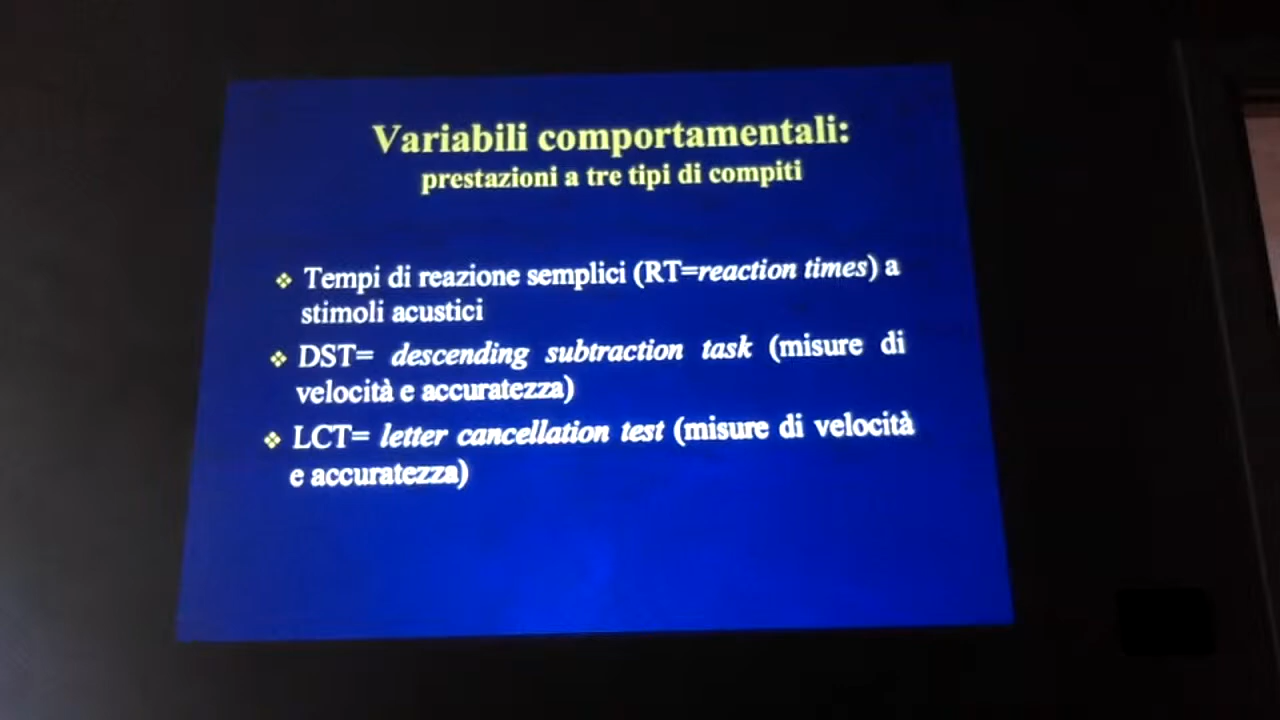 Variabili comportamentali:
prestazioni a tre tipi di compiti
❖ Tempi di reazione semplici (RT=reaction times) a
stimoli acustici
❖ DST= descending subtraction task (misure di
velocità e accuratezza)
❖ LCT= letter cancellation test (misure di velocità
e accuratezza)